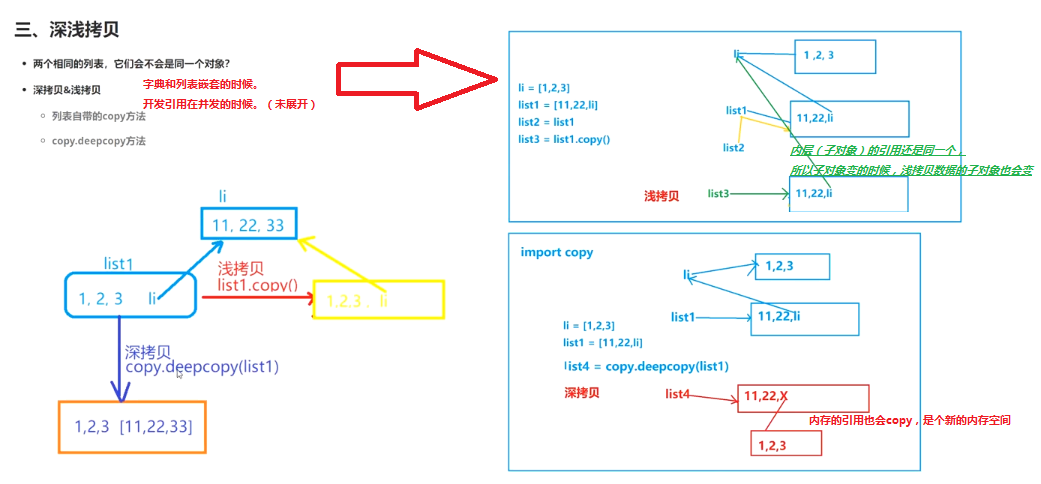 三、深浅拷贝
两个相同的列表，它们会不会是同一个对象？
深拷贝&浅拷贝
字典和列表嵌套的时候。
开发引用在并发的时候。（未展开）
列表自带的copy方法
copy.deepcopy方法
li
11, 22, 33
list1
1, 2, 3 li
浅拷贝
list1.copy()
1,2,3 , li
深拷贝
copy.deepcopy(list1)
1,2,3 [11,22,33]
li = [1,2,3]
list1 = [11,22,li]
list2 = list1
list3 = list1.copy()
li
1 ,2, 3
list1
11,22,li
list2
内层（子对象）的引用还是同一个，
所以子对象变的时候，浅拷贝数据的子对象也会变
浅拷贝
list3
11,22,li
import copy
li
1,2,3
list1
11,22,li
li = [1,2,3]
list1 = [11,22,li]
list4 = copy.deepcopy(list1)
深拷贝
list4
11,22,X
内存的引用也会copy，是个新的内存空间
1,2,3